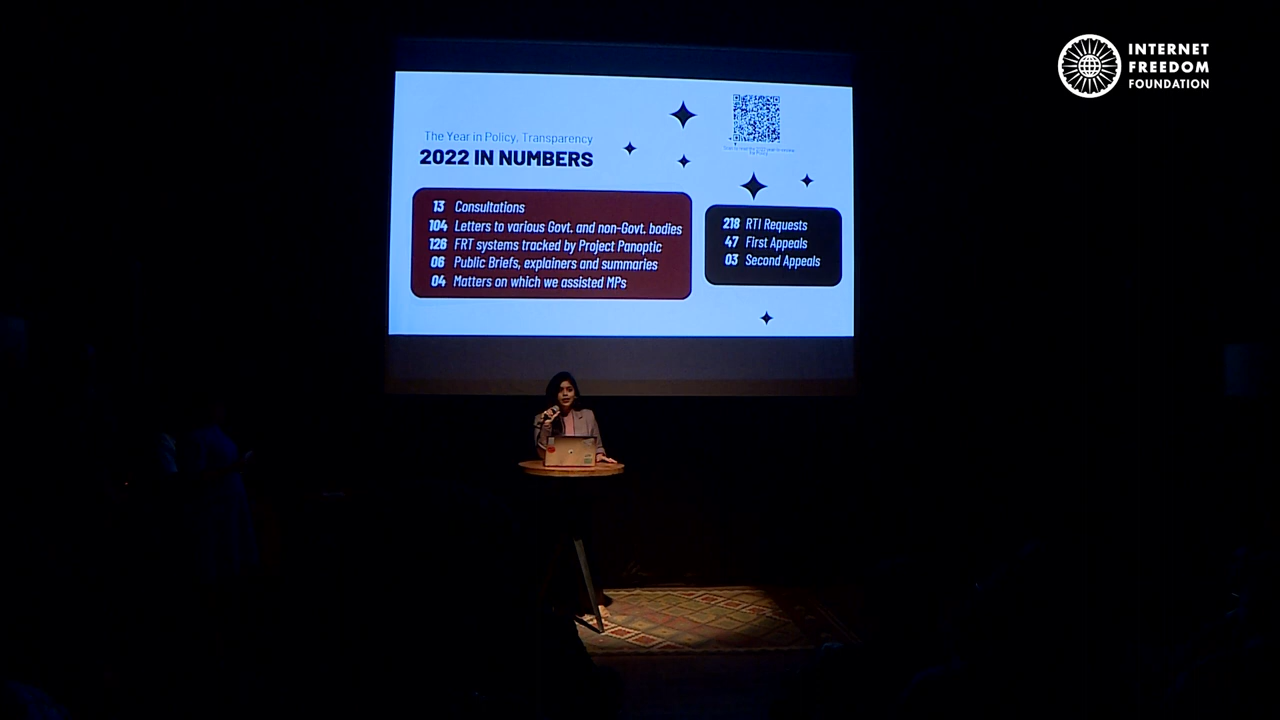 INTERNET
FREEDOM
FOUNDATION
The Year in Policy, Transparency
2022 IN NUMBERS
13 Consultations
104 Letters to various Govt. and non-Govt. bodies
126 FRT systems tracked by Project Panoptic
06 Public Briefs, explainers and summaries
04 Matters on which we assisted MPs
218 RTI Requests
47 First Appeals
03 Second Appeals